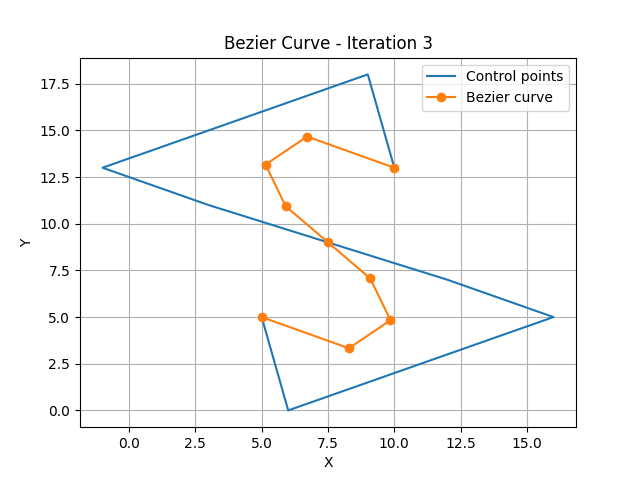 Bezier Curve - Iteration 3
Control points
Bezier curve
17.5
15.0
12.5
10.0
7.5
5.0
2.5
0.0
Y
0.0 2.5 5.0 7.5 10.0 12.5 15.0
X